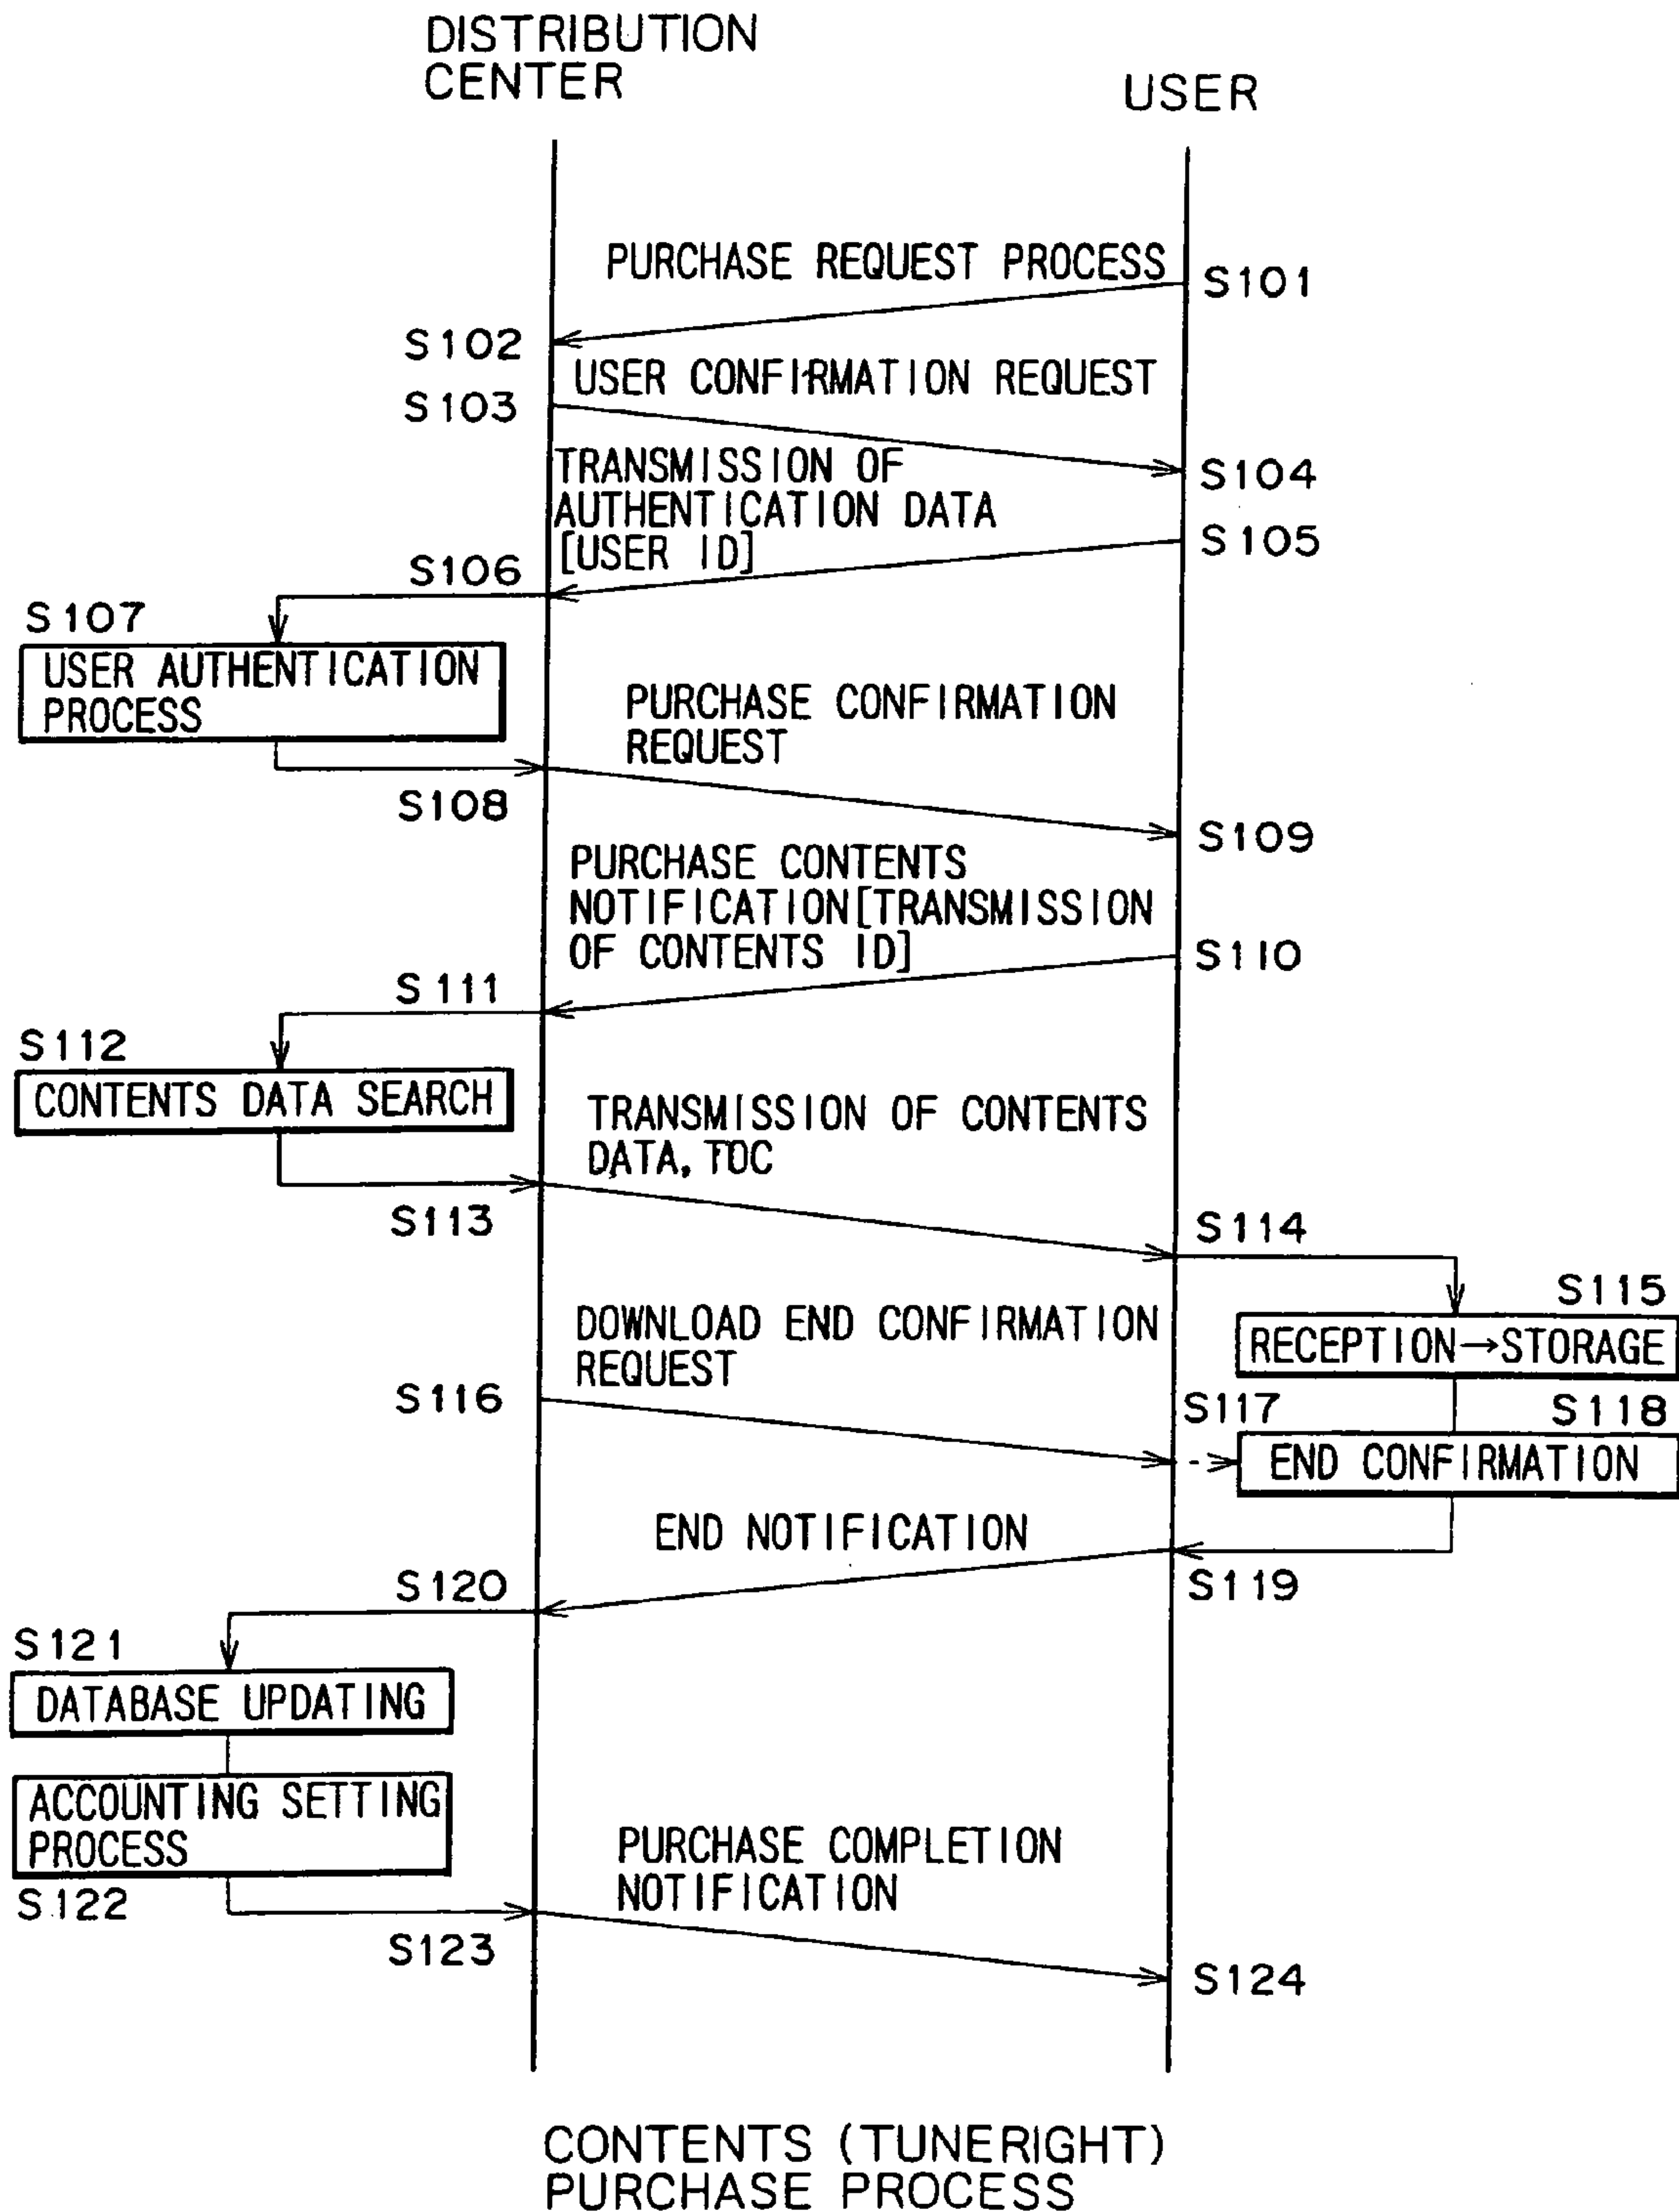 DISTRIBUTION
CENTER
USER
PURCHASE REQUEST PROCESS
S101
S102
USER CONFIRMATION REQUEST
S103
TRANSMISSION OF
AUTHENTICATION DATA
[USER ID]
S104
S105
S106
S107
USER AUTHENTICATION
PROCESS
PURCHASE CONFIRMATION
REQUEST
S108
S109
PURCHASE CONTENTS
NOTIFICATION[TRANSMISSION
OF CONTENTS ID]
S110
S111
S112
CONTENTS DATA SEARCH
TRANSMISSION OF CONTENTS
DATA, TOC
S113
S114
S115
RECEPTION→STORAGE
DOWNLOAD END CONFIRMATION
REQUEST
S116
S117
S118
END CONFIRMATION
END NOTIFICATION
S119
S120
S121
DATABASE UPDATING
ACCOUNTING SETTING
PROCESS
S122
PURCHASE COMPLETION
NOTIFICATION
S123
S124
CONTENTS (TUNERIGHT)
PURCHASE PROCESS